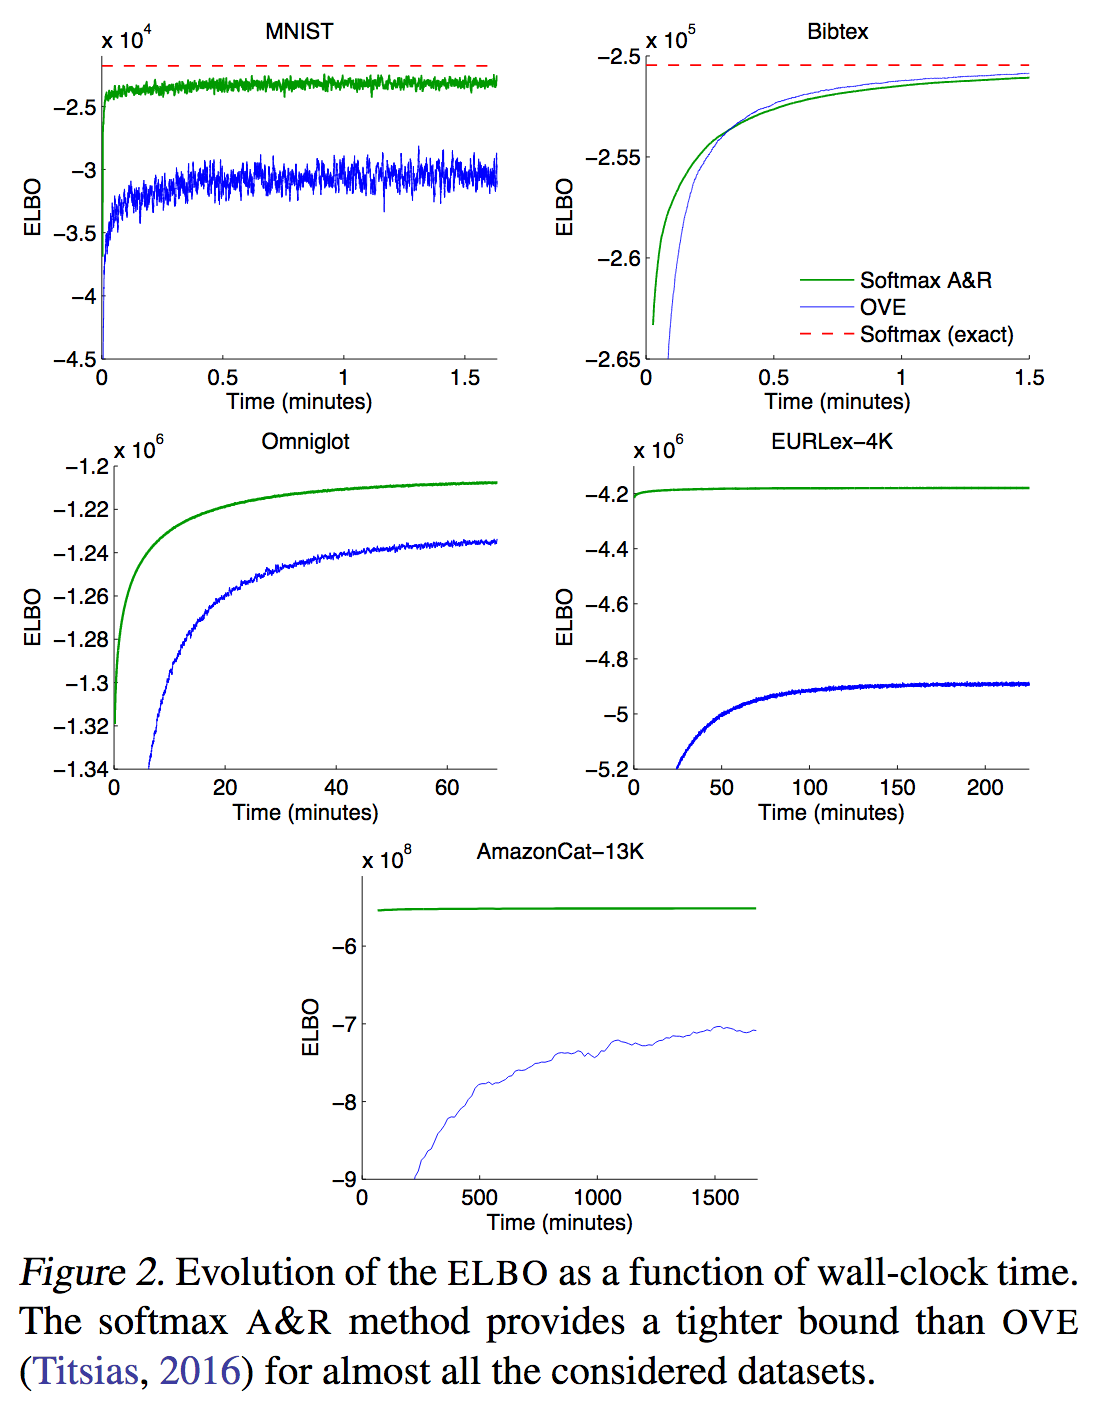 MNIST
x 10^4
−2.5
−3
−3.5
−4
−4.5
ELBO
0 0.5 1 1.5
Time (minutes)
Bibtex
x 10^5
−2.5
−2.55
−2.6
−2.65
ELBO
Softmax A&R
OVE
Softmax (exact)
0 0.5 1 1.5
Time (minutes)
Omniglot
x 10^6
−1.2
−1.22
−1.24
−1.26
−1.28
−1.3
−1.32
−1.34
ELBO
0 20 40 60
Time (minutes)
EURLex−4K
x 10^6
−4.2
−4.4
−4.6
−4.8
−5
−5.2
ELBO
0 50 100 150 200
Time (minutes)
AmazonCat−13K
x 10^8
−6
−7
−8
−9
ELBO
0 500 1000 1500
Time (minutes)
Figure 2. Evolution of the ELBO as a function of wall-clock time.
The softmax A&R method provides a tighter bound than OVE
(Titsias, 2016) for almost all the considered datasets.